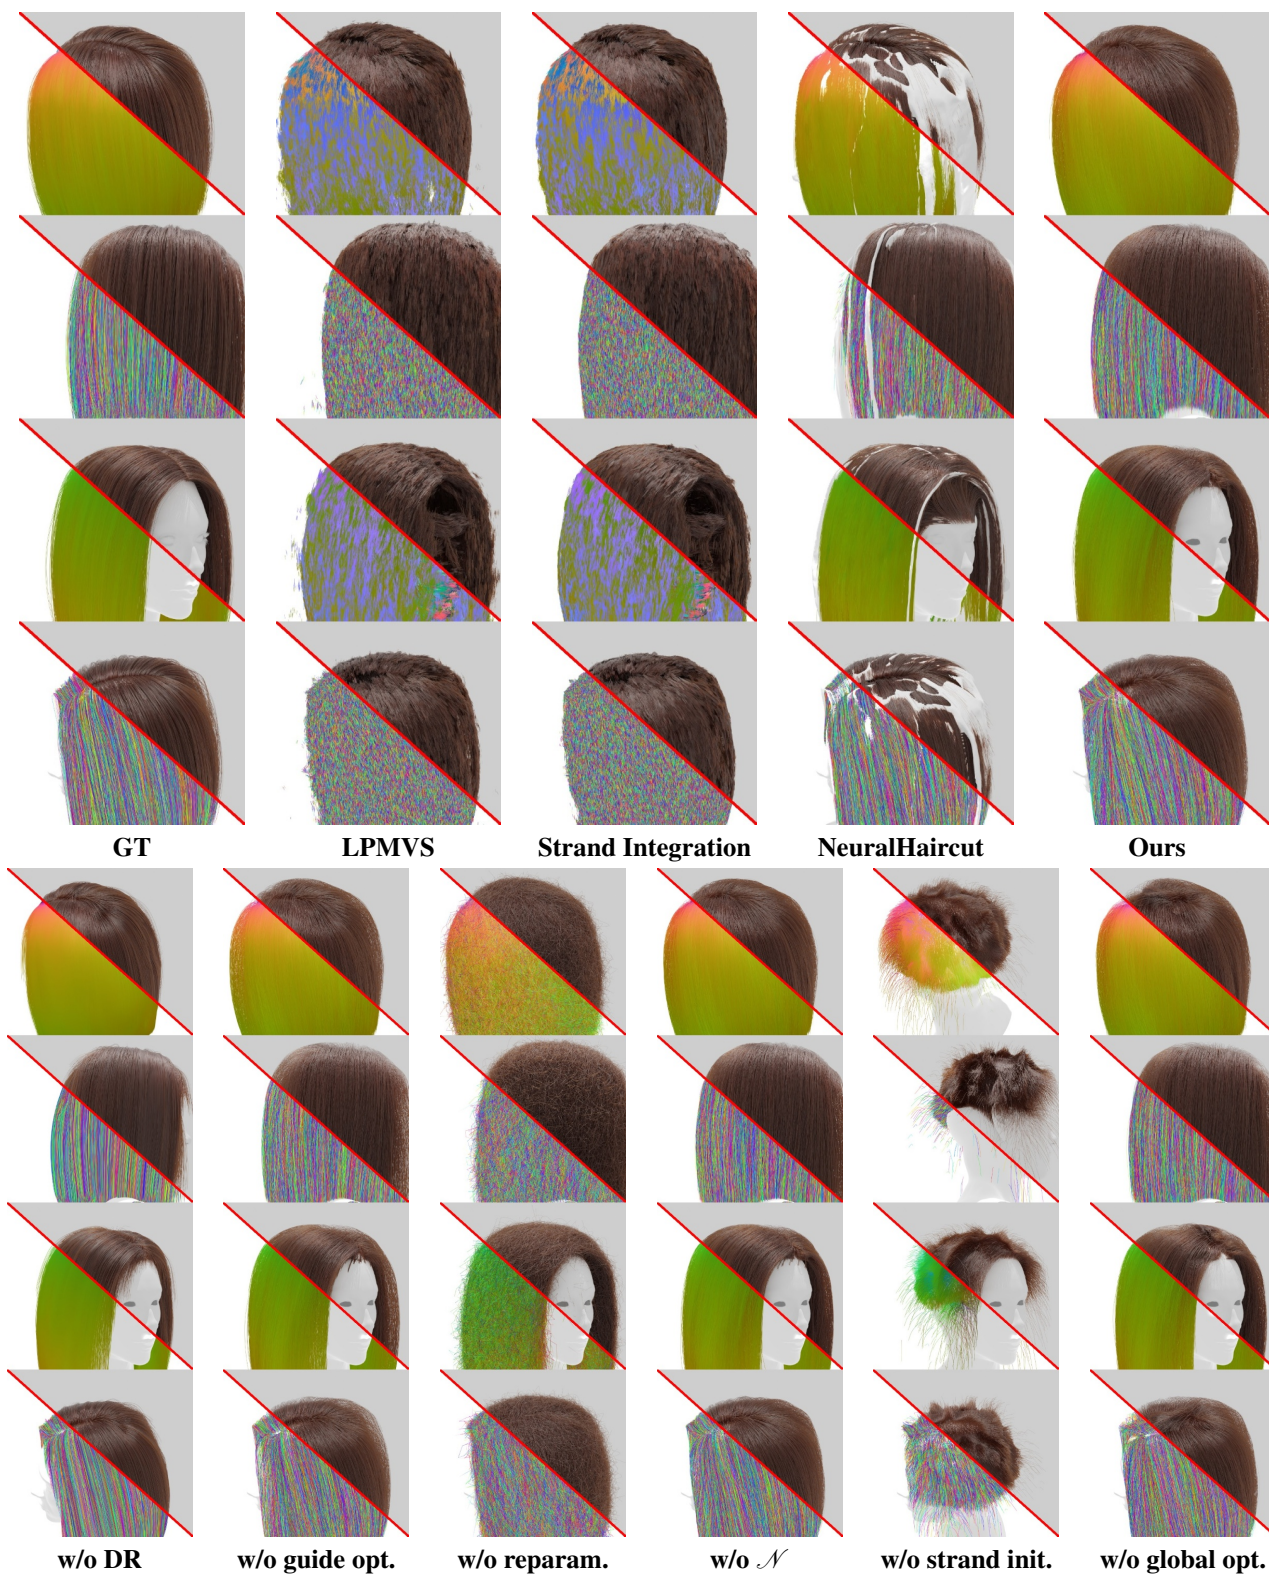 GT LPMVS Strand Integration NeuralHaircut Ours
w/o DR w/o guide opt. w/o reparam. w/o 𝒩 w/o strand init. w/o global opt.